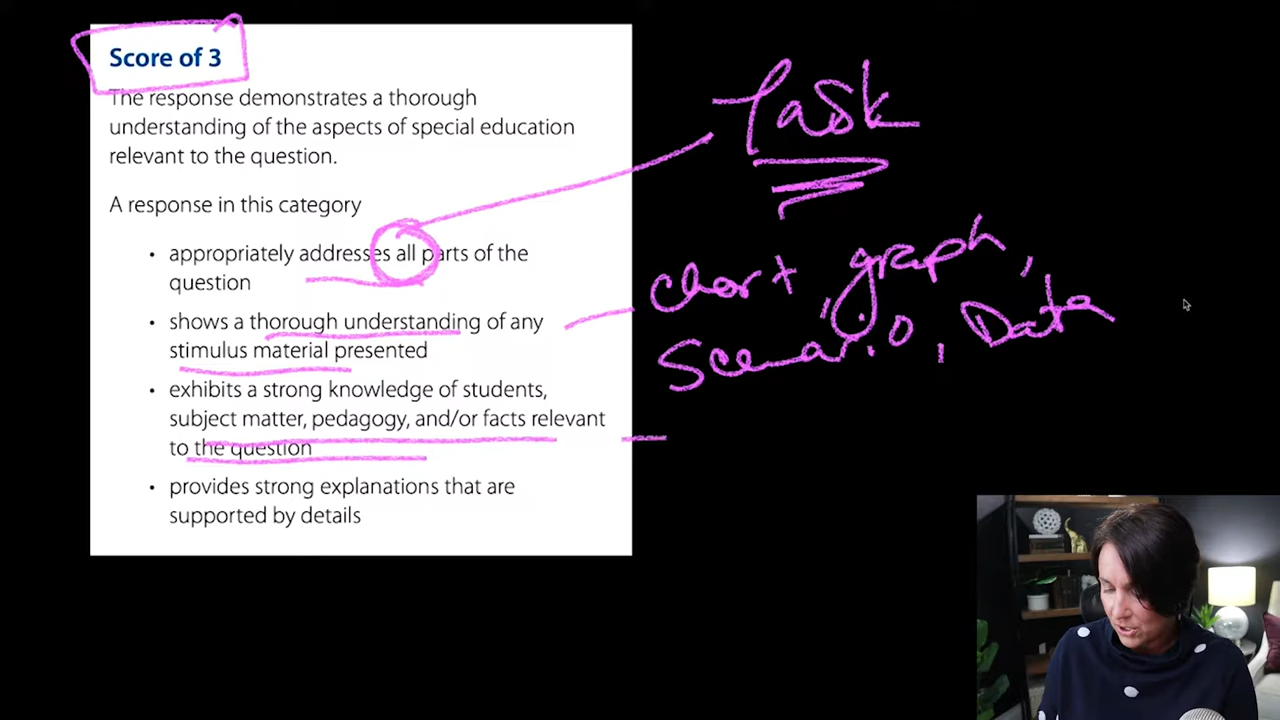 Score of 3
The response demonstrates a thorough
understanding of the aspects of special education
relevant to the question.
A response in this category
• appropriately addresses all parts of the
question
• shows a thorough understanding of any
stimulus material presented
• exhibits a strong knowledge of students,
subject matter, pedagogy, and/or facts relevant
to the question
• provides strong explanations that are
supported by details
Task
chart, graph,
Scenario, Data